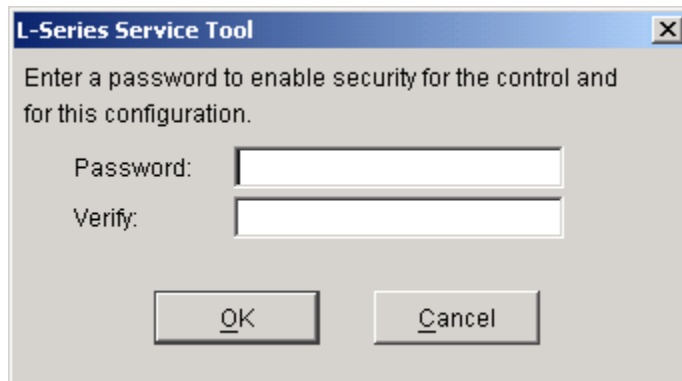 L-Series Service Tool
Enter a password to enable security for the control and
for this configuration.
Password:
Verify:
OK
Cancel